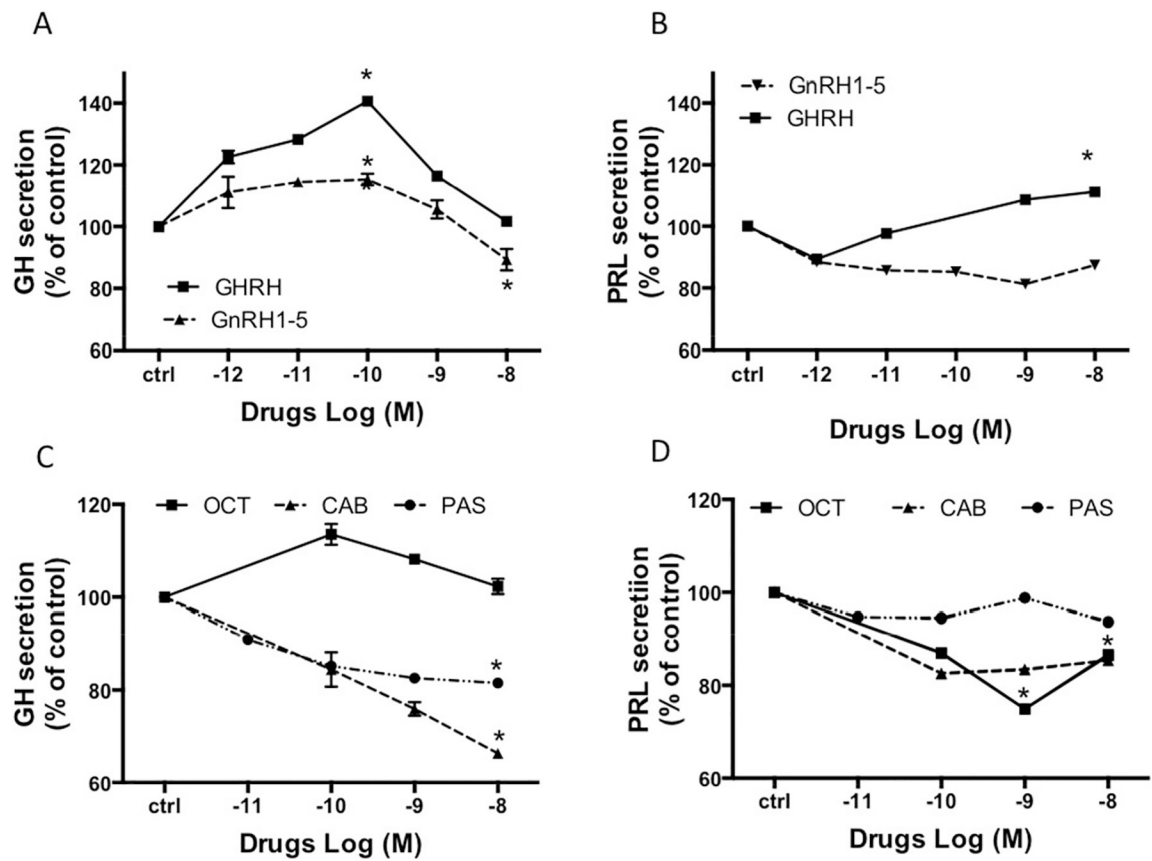 A
GH secretion
(% of control)
140
120
100
80
60
*
*
*
GHRH
GnRH1-5
ctrl -12 -11 -10 -9 -8
Drugs Log (M)
B
PRL secretiion
(% of control)
140
120
100
80
60
GnRH1-5
GHRH
*
ctrl -12 -11 -10 -9 -8
Drugs Log (M)
C
GH secretion
(% of control)
120
100
80
60
OCT CAB PAS
*
*
ctrl -11 -10 -9 -8
Drugs Log (M)
D
PRL secretiion
(% of control)
120
100
80
60
OCT CAB PAS
*
*
ctrl -11 -10 -9 -8
Drugs Log (M)